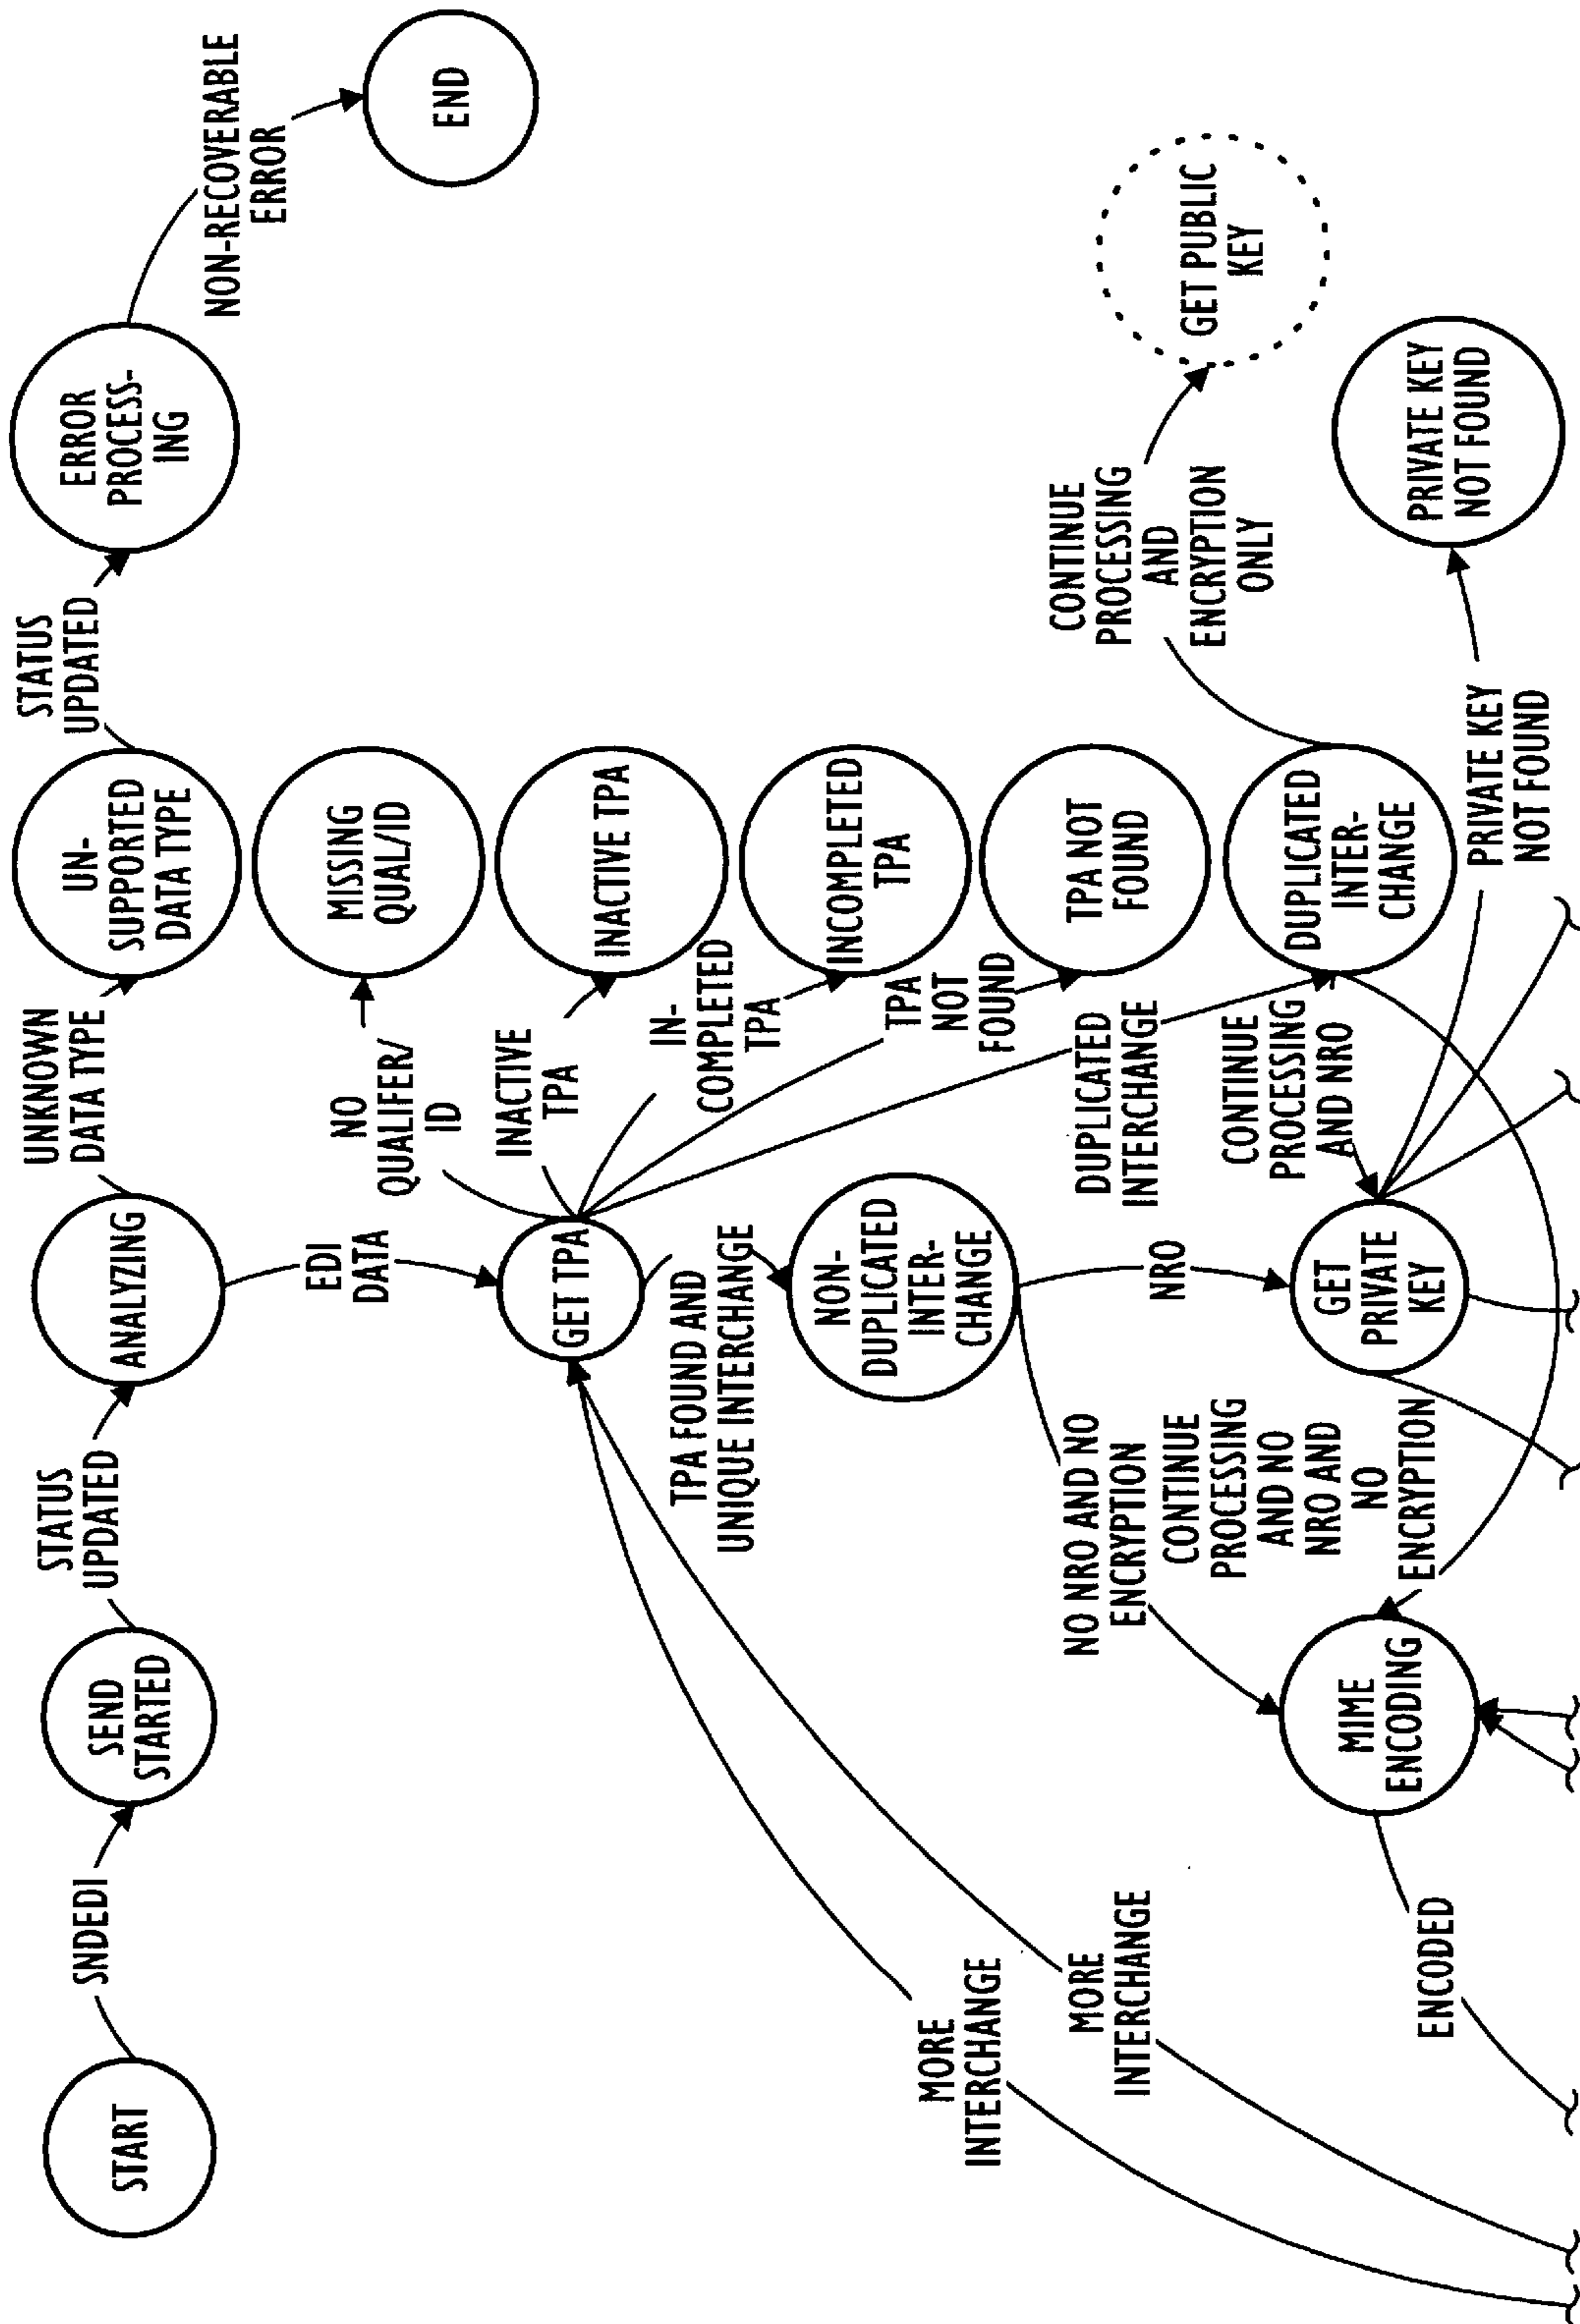 START
SNDEDI
SEND
STARTED
STATUS
UPDATED
ANALYZING
UNKNOWN
DATA TYPE
UN-
SUPPORTED
DATA TYPE
STATUS
UPDATED
ERROR
PROCESS-
ING
NON-RECOVERABLE
ERROR
END
EDI
DATA
NO
QUALIFER/
ID
MISSING
QUAL/ID
GET TPA
INACTIVE
TPA
INACTIVE TPA
IN-
COMPLETED
TPA
INCOMPLETED
TPA
TPA
NOT
FOUND
TPA NOT
FOUND
TPA FOUND AND
UNIQUE INTERCHANGE
NON-
DUPLICATED
INTER-
CHANGE
DUPLICATED
INTERCHANGE
DUPLICATED
INTER-
CHANGE
CONTINUE
PROCESSING
AND
ENCRYPTION
ONLY
GET PUBLIC
KEY
MORE
INTERCHANGE
MORE
INTERCHANGE
NO NRO AND NO
ENCRYPTION
NRO
CONTINUE
PROCESSING
AND NRO
CONTINUE
PROCESSING
AND NO
NRO AND
NO
ENCRYPTION
MIME
ENCODING
GET
PRIVATE
KEY
PRIVATE KEY
NOT FOUND
PRIVATE KEY
NOT FOUND
ENCODED